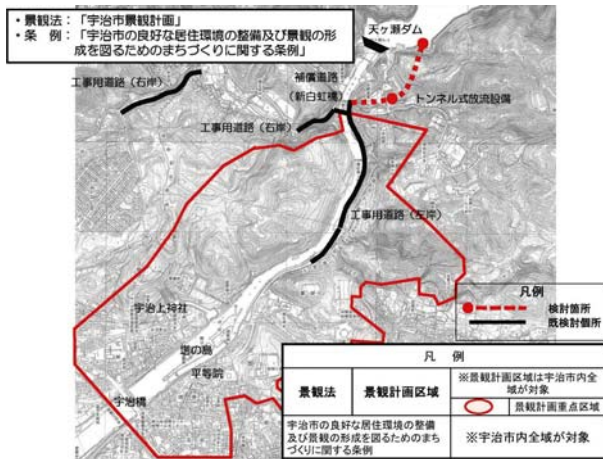 ・景観法：「宇治市景観計画」
・条　例：「宇治市の良好な居住環境の整備及び景観の形
成を図るためのまちづくりに関する条例」
天ヶ瀬ダム
工事用道路（右岸）
補償道路
（新白虹橋）
トンネル式放流設備
工事用道路（右岸）
工事用道路（左岸）
宇治上神社
塔の島
平等院
宇治橋
凡例
検討箇所
既検討個所
凡　例
景観法
景観計画区域
※景観計画区域は宇治市内全
域が対象
景観計画重点区域
宇治市の良好な居住環境の整備
及び景観の形成を図るためのまち
づくりに関する条例
※宇治市内全域が対象